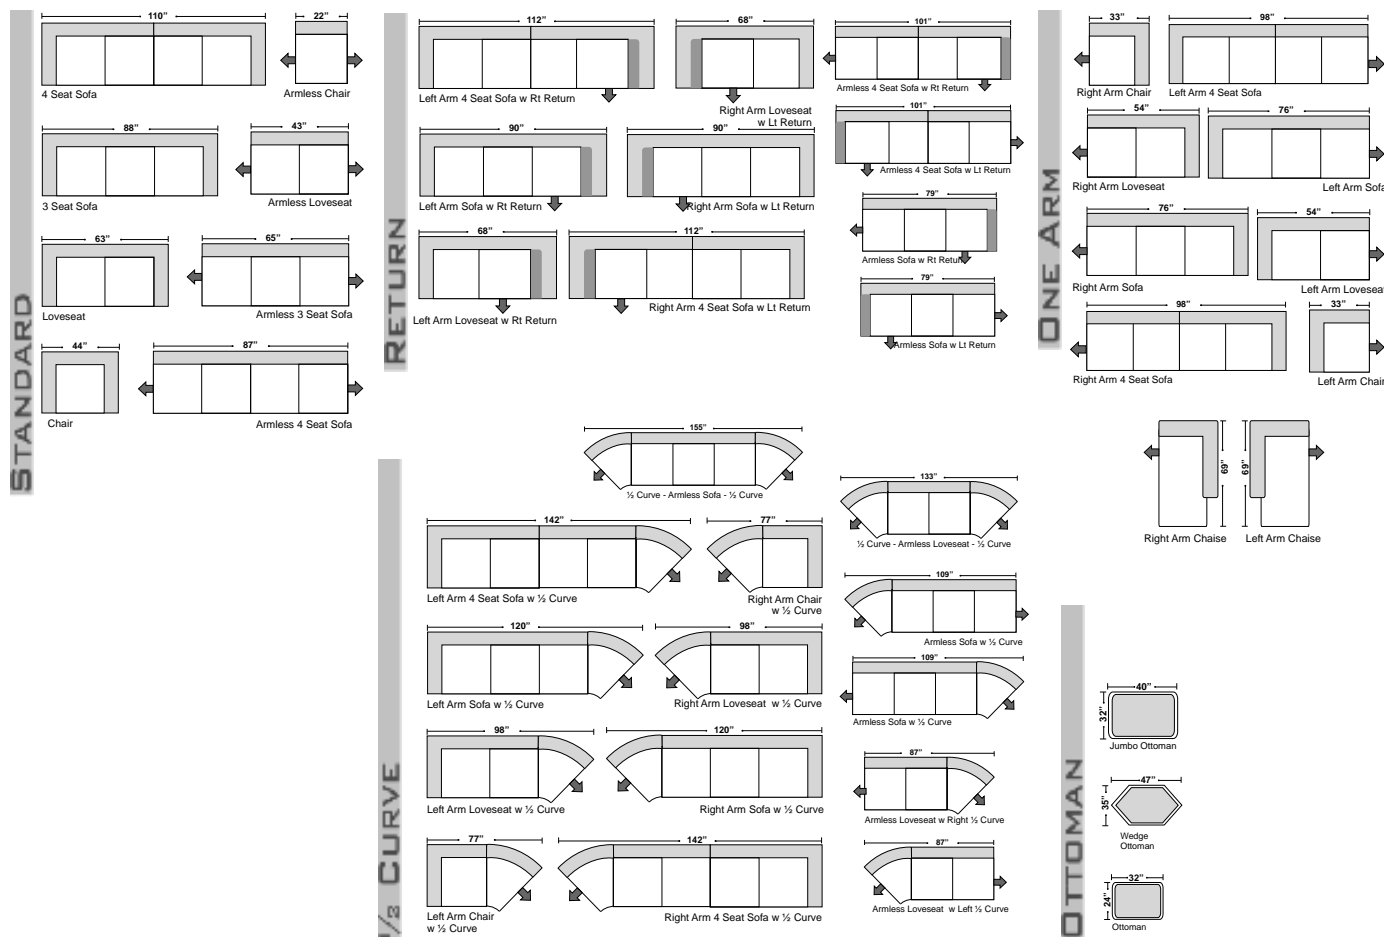 STANDARD
110”
4 Seat Sofa
22”
Armless Chair
88”
3 Seat Sofa
43”
Armless Loveseat
63”
Loveseat
65”
Armless 3 Seat Sofa
44”
Chair
87”
Armless 4 Seat Sofa
RETURN
112”
Left Arm 4 Seat Sofa w Rt Return
68”
Right Arm Loveseat
w Lt Return
90”
Left Arm Sofa w Rt Return
90”
Right Arm Sofa w Lt Return
68”
Left Arm Loveseat w Rt Return
112”
Right Arm 4 Seat Sofa w Lt Return
101”
Armless 4 Seat Sofa w Rt Return
101”
Armless 4 Seat Sofa w Lt Return
79”
Armless Sofa w Rt Return
79”
Armless Sofa w Lt Return
ONE ARM
33”
Right Arm Chair
98”
Left Arm 4 Seat Sofa
54”
Right Arm Loveseat
76”
Left Arm Sofa
76”
Right Arm Sofa
54”
Left Arm Loveseat
98”
Right Arm 4 Seat Sofa
33”
Left Arm Chair
69”
Right Arm Chaise
69”
Left Arm Chaise
1/3 CURVE
155”
½ Curve - Armless Sofa - ½ Curve
142”
Left Arm 4 Seat Sofa w ½ Curve
77”
Right Arm Chair
w ½ Curve
120”
Left Arm Sofa w ½ Curve
98”
Right Arm Loveseat w ½ Curve
98”
Left Arm Loveseat w ½ Curve
120”
Right Arm Sofa w ½ Curve
77”
Left Arm Chair
w ½ Curve
142”
Right Arm 4 Seat Sofa w ½ Curve
133”
½ Curve - Armless Loveseat - ½ Curve
109”
Armless Sofa w ½ Curve
109”
Armless Sofa w ½ Curve
87”
Armless Loveseat w Right ½ Curve
87”
Armless Loveseat w Left ½ Curve
OTTOMAN
40”
32”
Jumbo Ottoman
47”
35”
Wedge
Ottoman
32”
24”
Ottoman